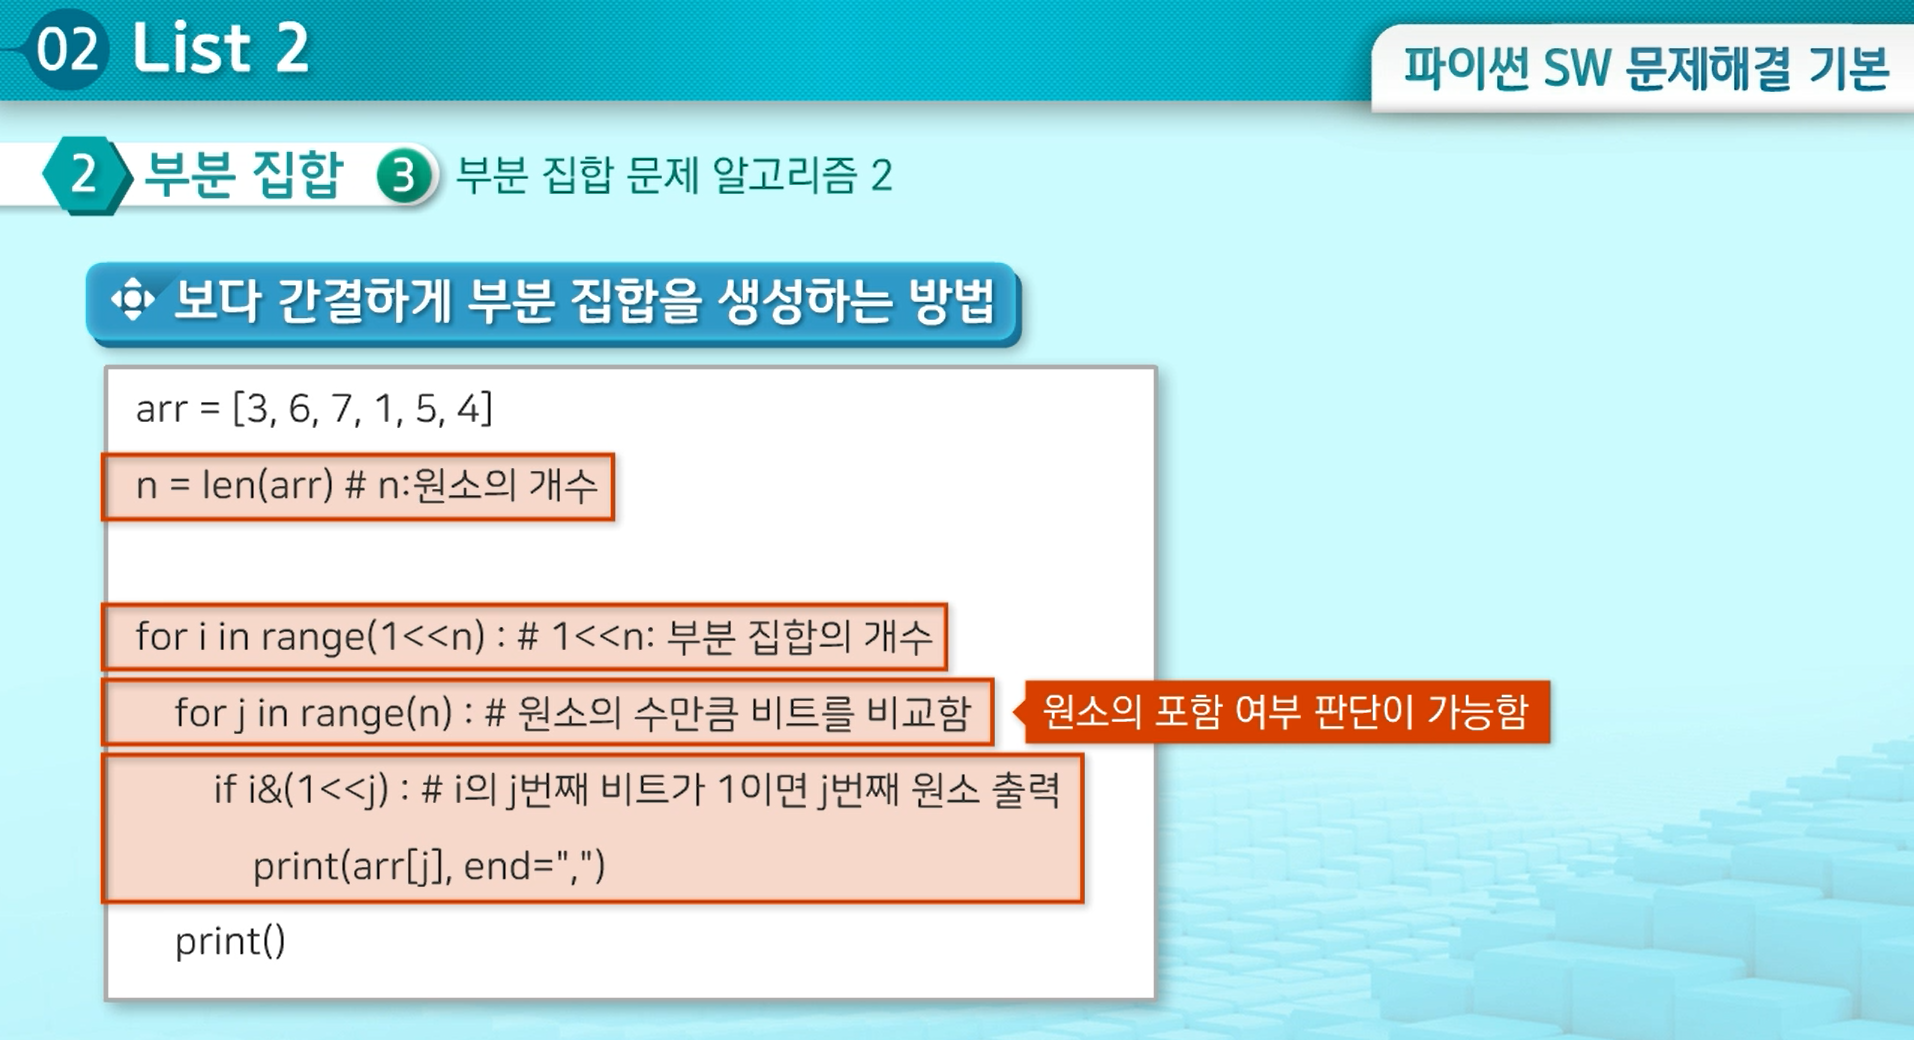 02 List 2
파이썬 SW 문제해결 기본
2 부분 집합 3 부분 집합 문제 알고리즘 2
보다 간결하게 부분 집합을 생성하는 방법
arr = [3, 6, 7, 1, 5, 4]
n = len(arr) # n:원소의 개수
for i in range(1<<n) : # 1<<n: 부분 집합의 개수
for j in range(n) : # 원소의 수만큼 비트를 비교함
원소의 포함 여부 판단이 가능함
if i&(1<<j) : # i의 j번째 비트가 1이면 j번째 원소 출력
print(arr[j], end=",")
print()